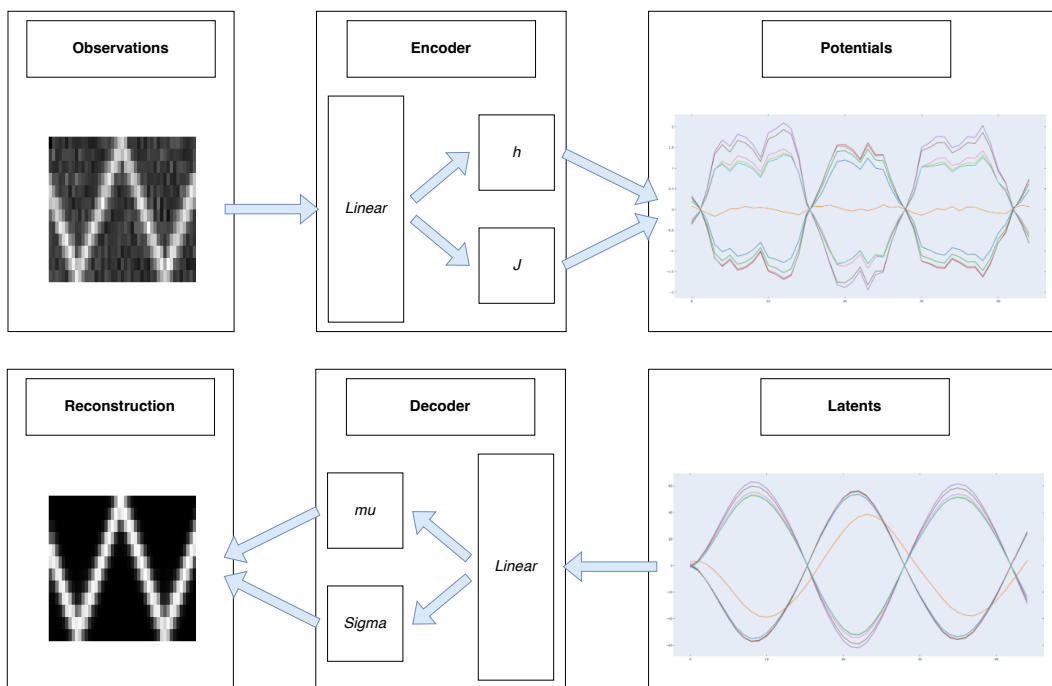 Observations
Encoder
Potentials
Linear
h
J
Reconstruction
Decoder
Latents
mu
Sigma
Linear